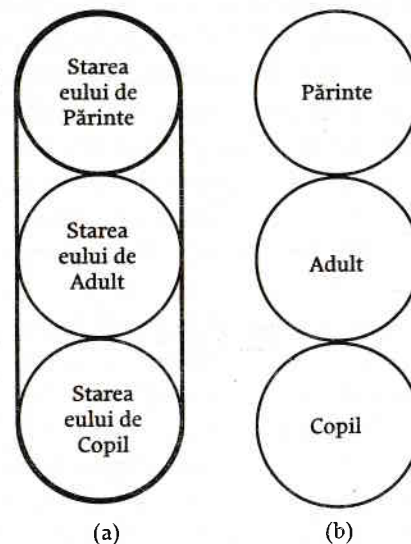 Starea
eului de
Părinte
Starea
eului de
Adult
Starea
eului de
Copil
(a)
Părinte
Adult
Copil
(b)